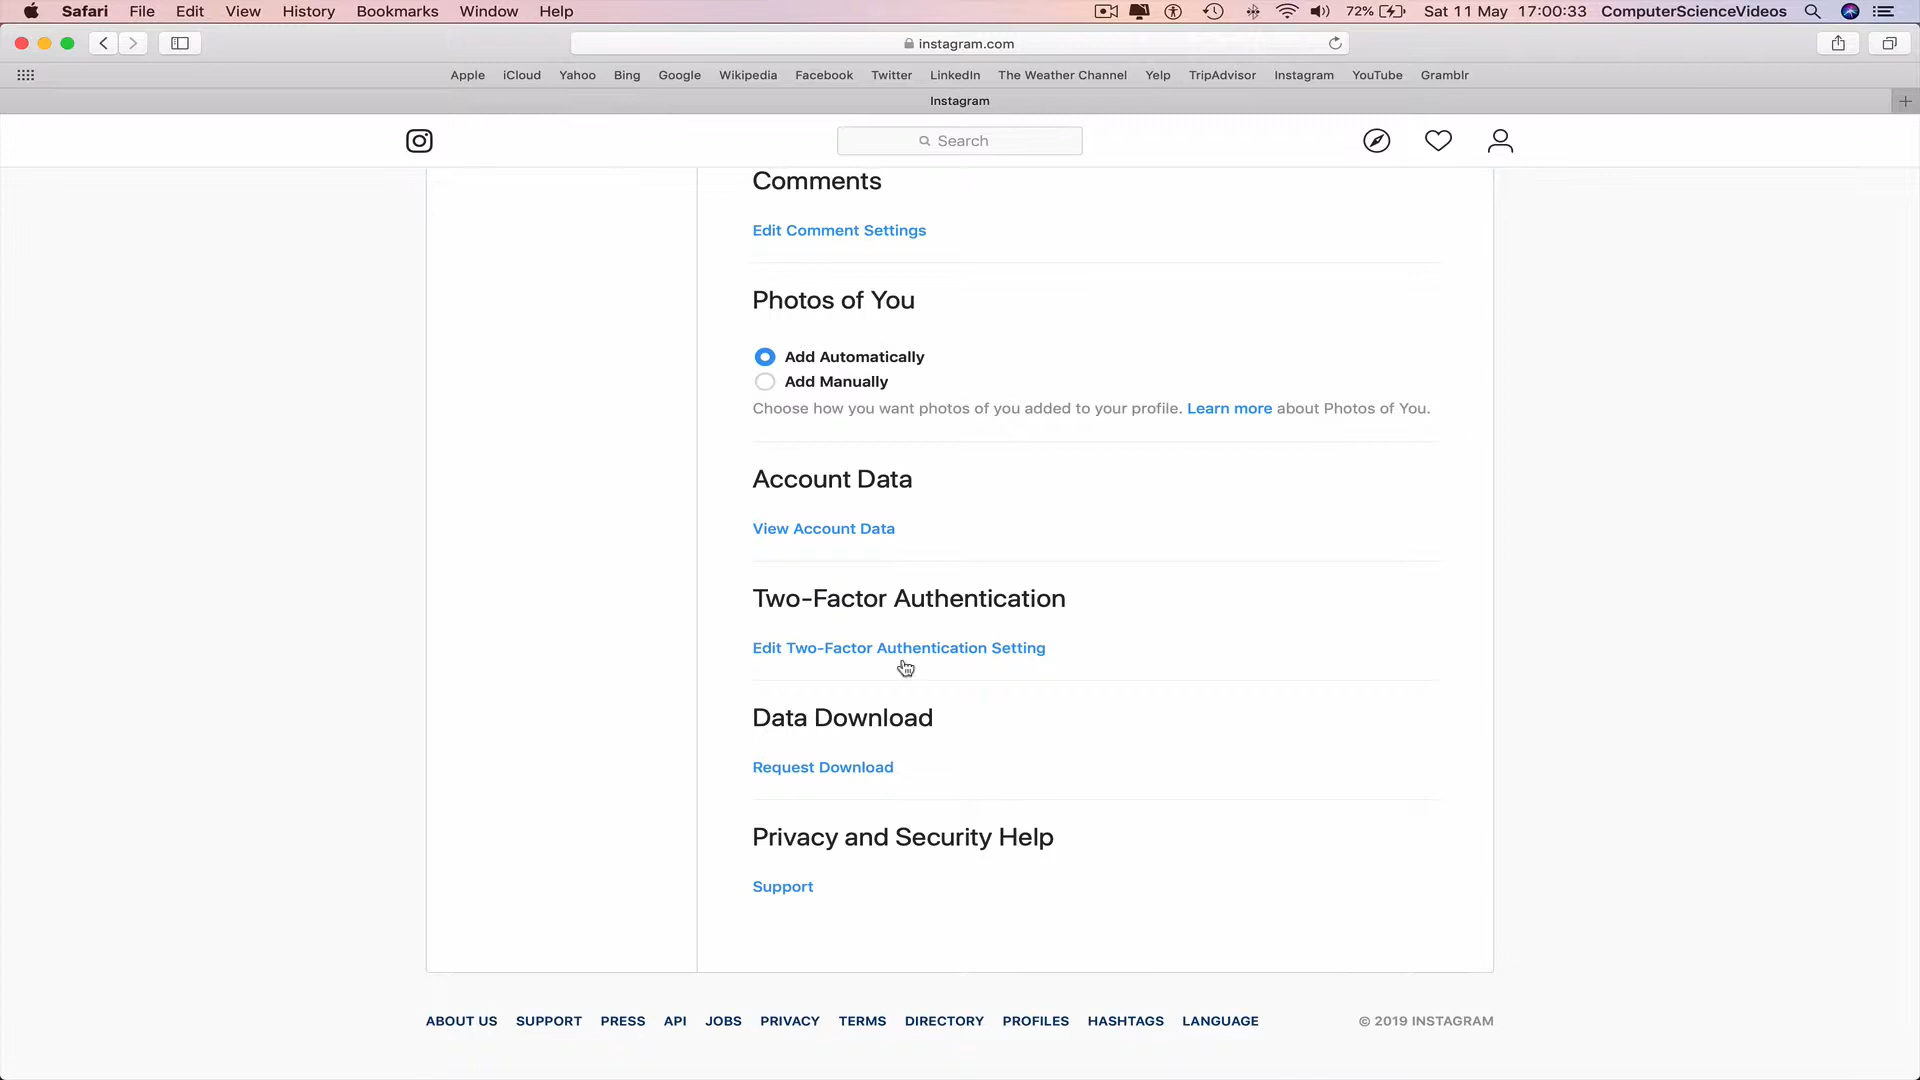 Safari File Edit View History Bookmarks Window Help 72% Sat 11 May 17:00:33 ComputerScienceVideos
instagram.com
Apple iCloud Yahoo Bing Google Wikipedia Facebook Twitter LinkedIn The Weather Channel Yelp TripAdvisor Instagram YouTube Gramblr
Instagram
Search
Comments
Edit Comment Settings
Photos of You
Add Automatically
Add Manually
Choose how you want photos of you added to your profile. Learn more about Photos of You.
Account Data
View Account Data
Two-Factor Authentication
Edit Two-Factor Authentication Setting
Data Download
Request Download
Privacy and Security Help
Support
ABOUT US SUPPORT PRESS API JOBS PRIVACY TERMS DIRECTORY PROFILES HASHTAGS LANGUAGE © 2019 INSTAGRAM